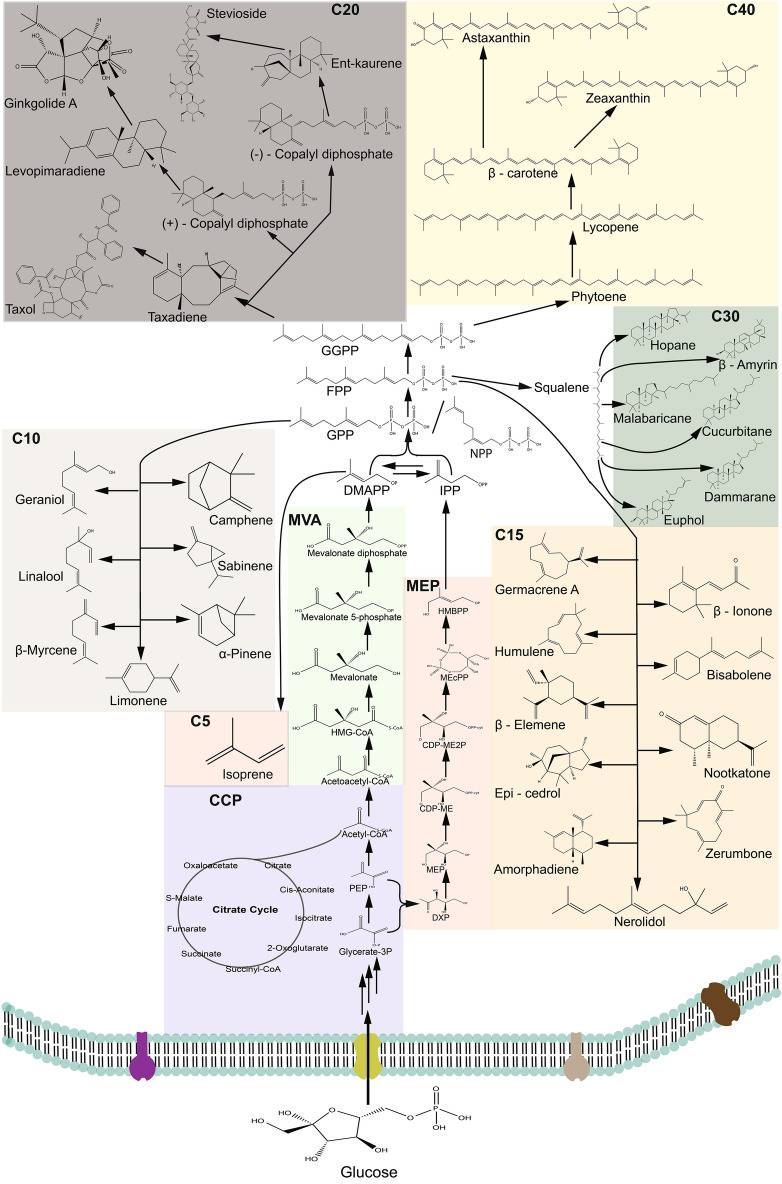 C20
Stevioside
Ginkgolide A
Ent-kaurene
Levopimaradiene
(-) - Copalyl diphosphate
(+) - Copalyl diphosphate
Taxol
Taxadiene
C40
Astaxanthin
Zeaxanthin
β - carotene
Lycopene
Phytoene
GGPP
FPP
GPP
NPP
Squalene
C30
Hopane
β - Amyrin
Malabaricane
Cucurbitane
Dammarane
Euphol
C10
Geraniol
Camphene
Linalool
Sabinene
β-Myrcene
α-Pinene
Limonene
DMAPP
IPP
MVA
Mevalonate diphosphate
Mevalonate 5-phosphate
Mevalonate
HMG-CoA
Acetoacetyl-CoA
MEP
HMBPP
MEcPP
CDP-ME2P
CDP-ME
MEP
DXP
C15
Germacrene A
β - Ionone
Humulene
Bisabolene
β - Elemene
Nootkatone
Epi - cedrol
Zerumbone
Amorphadiene
Nerolidol
C5
Isoprene
CCP
Acetyl-CoA
PEP
Glycerate-3P
Oxaloacetate
Citrate
Cis-Aconitate
S-Malate
Citrate Cycle
Isocitrate
Fumarate
2-Oxoglutarate
Succinate
Succinyl-CoA
Glucose